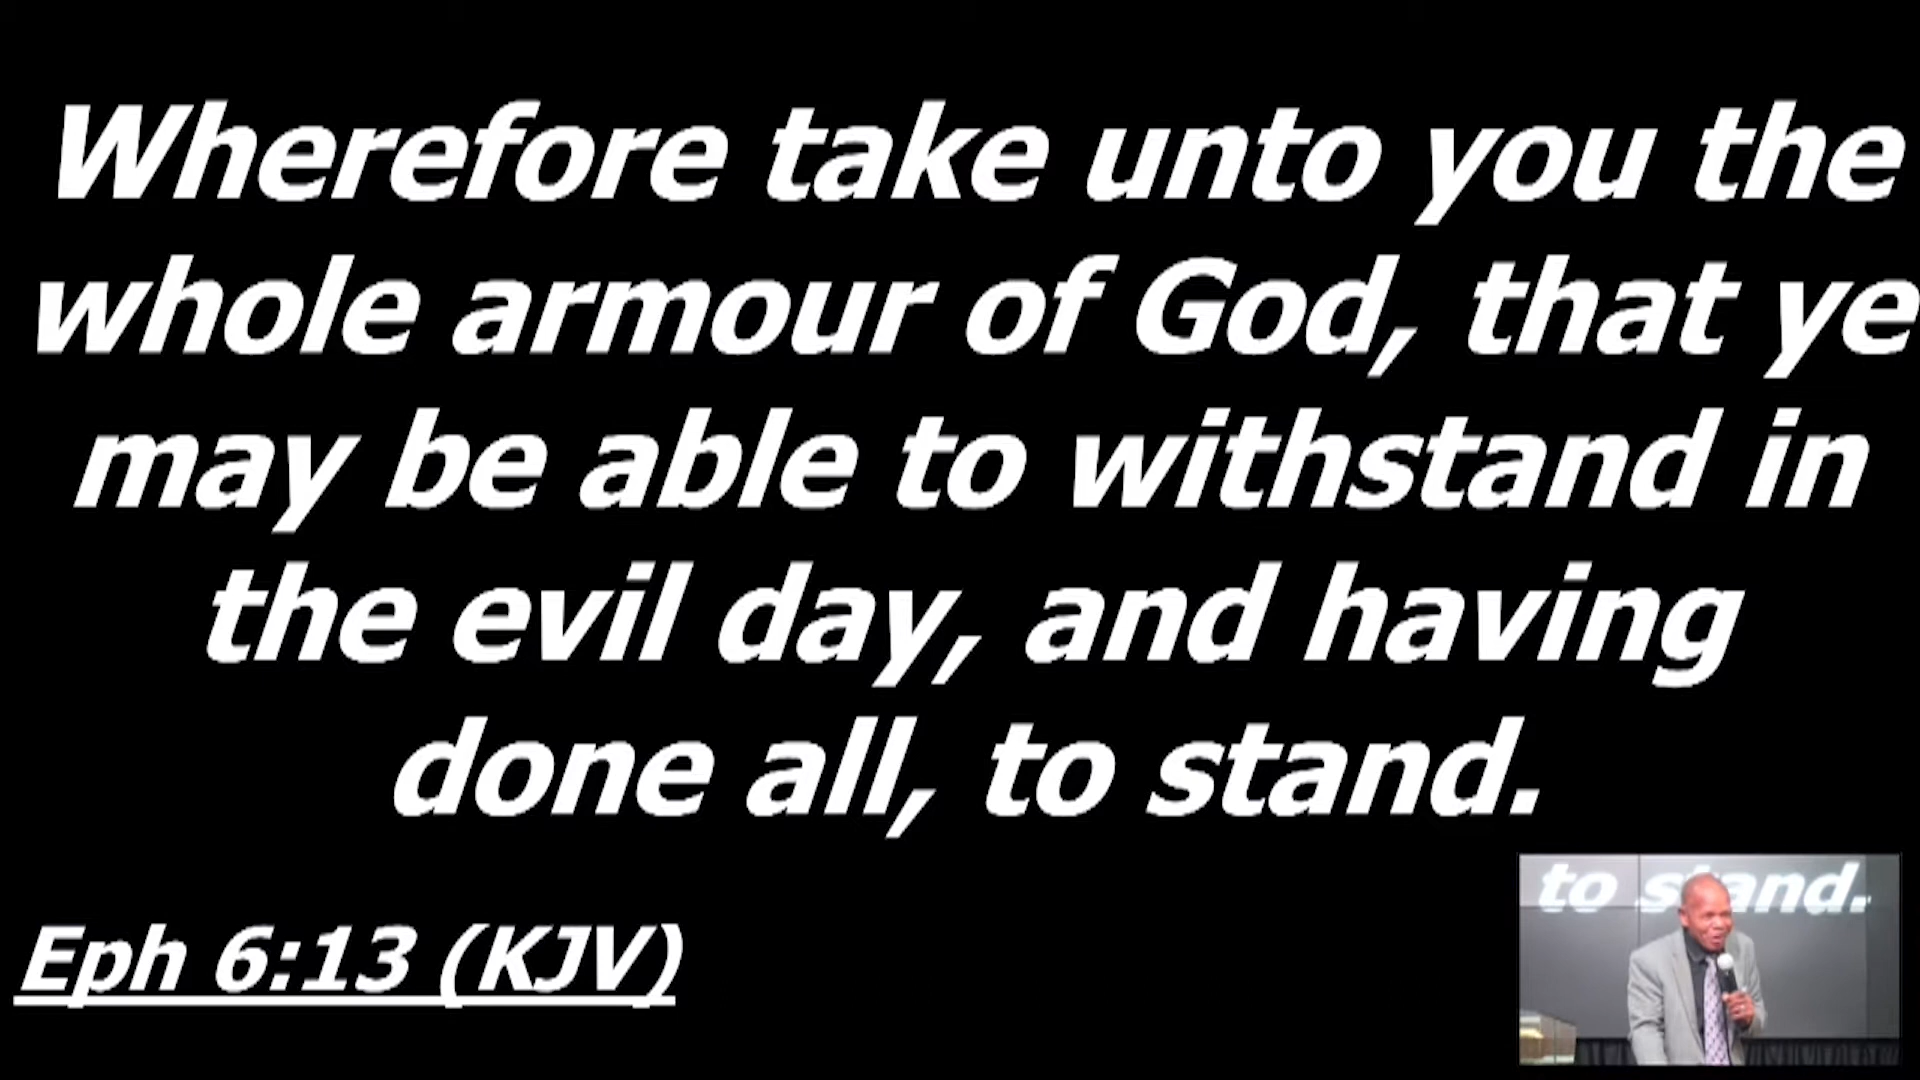 Wherefore take unto you the
whole armour of God, that ye
may be able to withstand in
the evil day, and having
done all, to stand.
Eph 6:13 (KJV)
to stand.